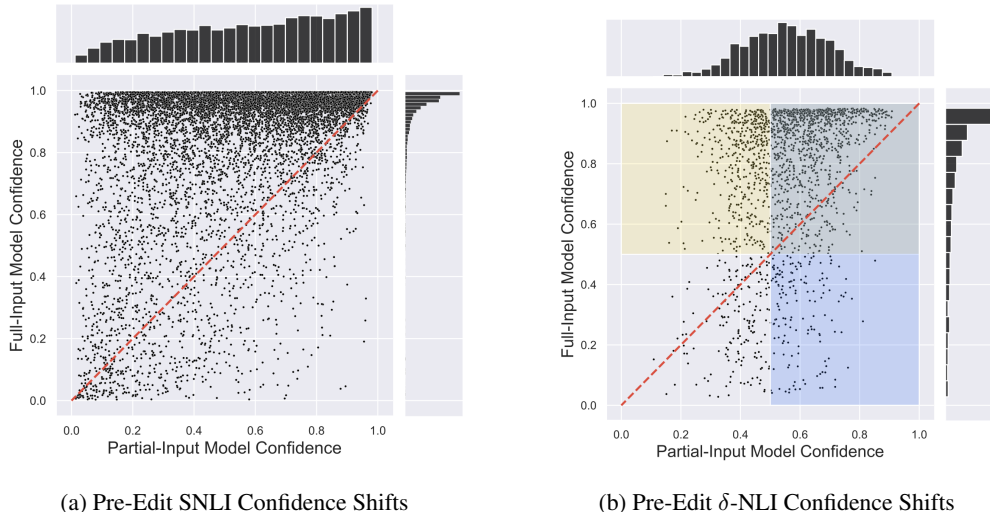 1.0
0.8
0.6
0.4
0.2
0.0
Full-Input Model Confidence
0.0 0.2 0.4 0.6 0.8 1.0
Partial-Input Model Confidence
(a) Pre-Edit SNLI Confidence Shifts
1.0
0.8
0.6
0.4
0.2
0.0
Full-Input Model Confidence
0.0 0.2 0.4 0.6 0.8 1.0
Partial-Input Model Confidence
(b) Pre-Edit δ-NLI Confidence Shifts